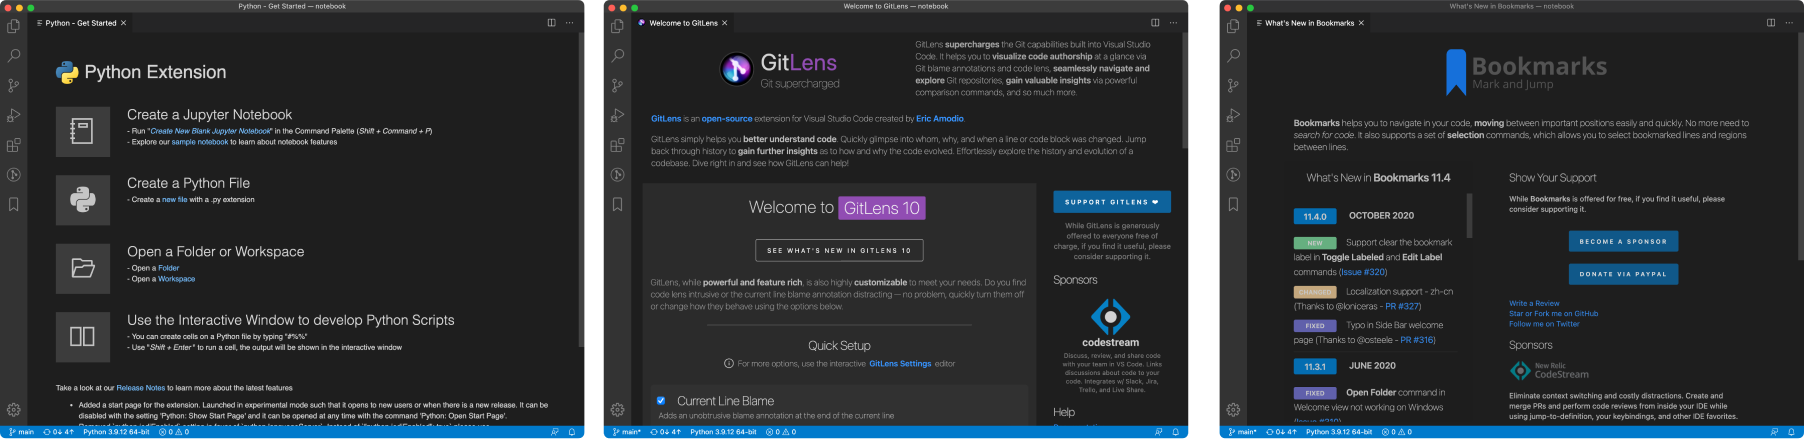 Python - Get Started — notebook
Python - Get Started
Python Extension
Create a Jupyter Notebook
- Run "Create New Blank Jupyter Notebook" in the Command Palette (Shift + Command + P)
- Explore our sample notebook to learn about notebook features
Create a Python File
- Create a new file with a .py extension
Open a Folder or Workspace
- Open a Folder
- Open a Workspace
Use the Interactive Window to develop Python Scripts
- You can create cells on a Python file by typing "#%%"
- Use "Shift + Enter " to run a cell, the output will be shown in the interactive window
Take a look at our Release Notes to learn more about the latest features
• Added a start page for the extension. Launched in experimental mode such that it opens to new users or when there is a new release. It can be
disabled with the setting 'Python: Show Start Page' and it can be opened at any time with the command 'Python: Open Start Page'.
main 0↓ 4↑ Python 3.9.12 64-bit 0 0
Welcome to GitLens — notebook
Welcome to GitLens
GitLens
Git supercharged
GitLens supercharges the Git capabilities built into Visual Studio
Code. It helps you to visualize code authorship at a glance via
Git blame annotations and code lens, seamlessly navigate and
explore Git repositories, gain valuable insights via powerful
comparison commands, and so much more.
GitLens is an open-source extension for Visual Studio Code created by Eric Amodio.
GitLens simply helps you better understand code. Quickly glimpse into whom, why, and when a line or code block was changed. Jump
back through history to gain further insights as to how and why the code evolved. Effortlessly explore the history and evolution of a
codebase. Dive right in and see how GitLens can help!
Welcome to GitLens 10
SEE WHAT'S NEW IN GITLENS 10
GitLens, while powerful and feature rich, is also highly customizable to meet your needs. Do you find
code lens intrusive or the current line blame annotation distracting — no problem, quickly turn them off
or change how they behave using the options below.
Quick Setup
For more options, use the interactive GitLens Settings editor
Current Line Blame
Adds an unobtrusive blame annotation at the end of the current line
SUPPORT GITLENS ❤
While GitLens is generously
offered to everyone free of
charge, if you find it useful, please
consider supporting it.
Sponsors
codestream
Discuss, review, and share code
with your team in VS Code. Links
discussions about code to your
code. Integrates w/ Slack, Jira,
Trello, and Live Share.
Help
main* 0↓ 4↑ Python 3.9.12 64-bit 0 0
What's New in Bookmarks — notebook
What's New in Bookmarks
Bookmarks
Mark and Jump
Bookmarks helps you to navigate in your code, moving between important positions easily and quickly. No more need to
search for code. It also supports a set of selection commands, which allows you to select bookmarked lines and regions
between lines.
What's New in Bookmarks 11.4
11.4.0 OCTOBER 2020
NEW Support clear the bookmark
label in Toggle Labeled and Edit Label
commands (Issue #320)
CHANGED Localization support - zh-cn
(Thanks to @loniceras - PR #327)
FIXED Typo in Side Bar welcome
page (Thanks to @osteele - PR #316)
11.3.1 JUNE 2020
FIXED Open Folder command in
Welcome view not working on Windows
Show Your Support
While Bookmarks is offered for free, if you find it useful, please
consider supporting it.
BECOME A SPONSOR
DONATE VIA PAYPAL
Write a Review
Star or Fork me on GitHub
Follow me on Twitter
Sponsors
New Relic
CodeStream
Eliminate context switching and costly distractions. Create and
merge PRs and perform code reviews from inside your IDE while
using jump-to-definition, your keybindings, and other IDE favorites.
main* 0↓ 4↑ Python 3.9.12 64-bit 0 0